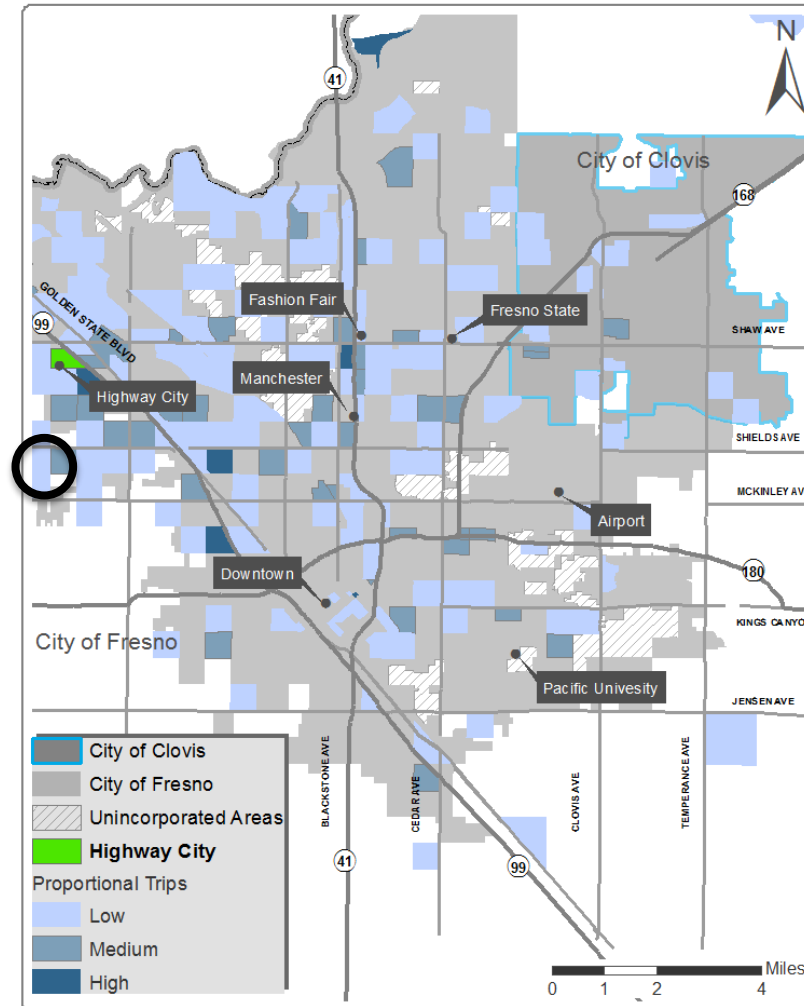 N
41
City of Clovis
168
GOLDEN STATE BLVD
99
Fashion Fair
Fresno State
SHAW AVE
Manchester
Highway City
SHIELDS AVE
MCKINLEY AV
Airport
Downtown
180
KINGS CANYO
City of Fresno
Pacific Univesity
JENSEN AVE
BLACKSTONE AVE
CEDAR AVE
CLOVIS AVE
TEMPERANCE AVE
41
99
City of Clovis
City of Fresno
Unincorporated Areas
Highway City
Proportional Trips
Low
Medium
High
Miles
0 1 2 4